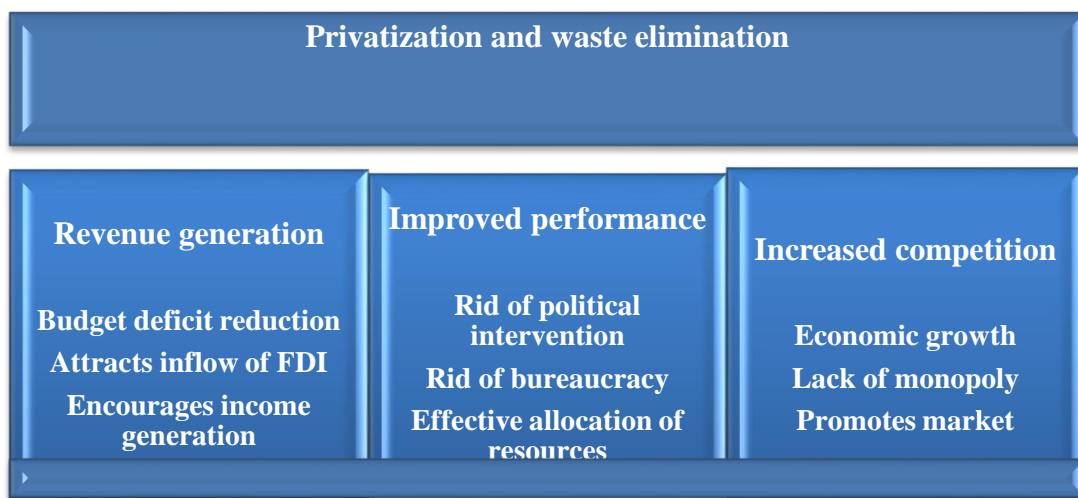 Privatization and waste elimination
Revenue generation
Budget deficit reduction
Attracts inflow of FDI
Encourages income
generation
Improved performance
Rid of political
intervention
Rid of bureaucracy
Effective allocation of
resources
Increased competition
Economic growth
Lack of monopoly
Promotes market